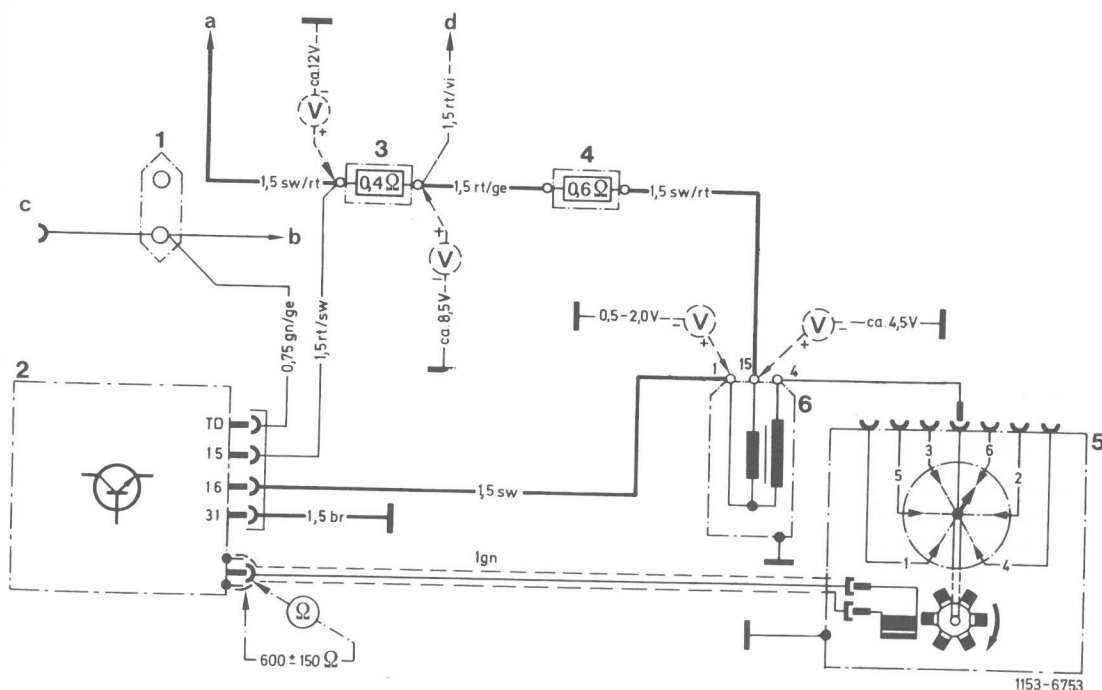 a
d
ca.12V
V
- +
1,5 rt/vi
1
3
4
1,5 sw/rt
0,4Ω
1,5 rt/ge
0,6Ω
1,5 sw/rt
c
b
+
V
-
ca. 8,5V
0,75 gn/ge
1,5 rt/sw
0,5-2,0V
V
- +
V
+ -
ca. 4,5V
2
1
15
4
6
TD
15
16
31
1,5 sw
1,5 br
5
3
6
5
2
1
4
1gn
Ω
600 ± 150 Ω
1153-6753